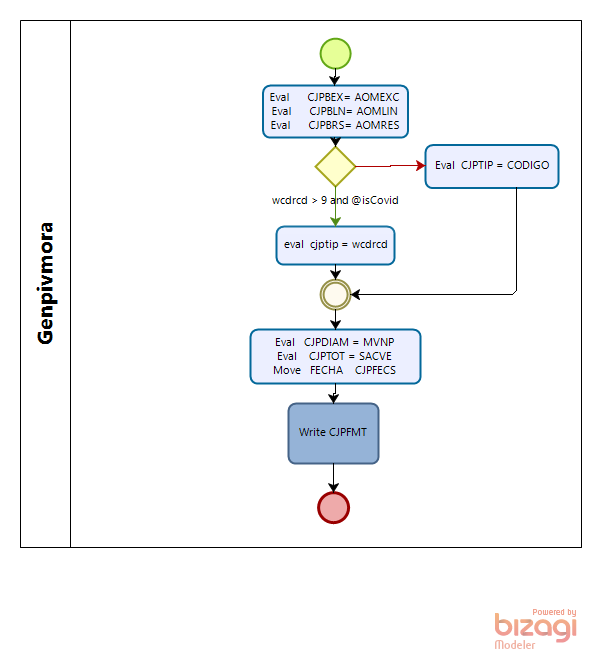 Genpivmora
Eval CJPBEX= AOMEXC
Eval CJPBLN= AOMLIN
Eval CJPBRS= AOMRES
Eval CJPTIP = CODIGO
wcdrcd > 9 and @isCovid
eval cjptip = wcdrcd
Eval CJPDIAM = MVNP
Eval CJPTOT = SACVE
Move FECHA CJPFECS
Write CJPFMT
Powered by
bizagi
Modeler